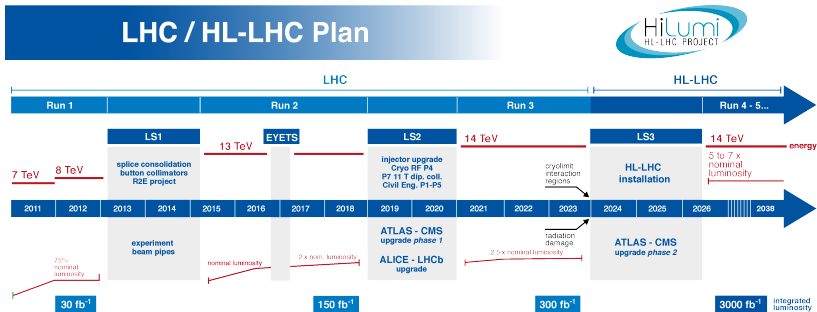 LHC / HL-LHC Plan
HiLumi
HL-LHC PROJECT
LHC
HL-LHC
Run 1
Run 2
Run 3
Run 4 - 5...
LS1
EYETS
LS2
LS3
7 TeV
8 TeV
splice consolidation
button collimators
R2E project
13 TeV
injector upgrade
Cryo RF P4
P7 11 T dip. coll.
Civil Eng. P1-P5
14 TeV
cryolimit
interaction
regions
HL-LHC
installation
14 TeV
energy
5 to 7 x
nominal
luminosity
2011 2012 2013 2014 2015 2016 2017 2018 2019 2020 2021 2022 2023 2024 2025 2026 2038
75%
nominal
luminosity
experiment
beam pipes
nominal luminosity
2 x nom. luminosity
ATLAS - CMS
upgrade phase 1
ALICE - LHCb
upgrade
2.5 x nominal luminosity
radiation
damage
ATLAS - CMS
upgrade phase 2
30 fb-1
150 fb-1
300 fb-1
3000 fb-1
integrated
luminosity